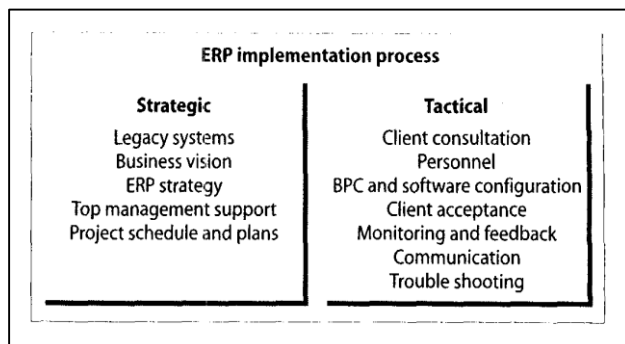 ERP implementation process
Strategic
Legacy systems
Business vision
ERP strategy
Top management support
Project schedule and plans
Tactical
Client consultation
Personnel
BPC and software configuration
Client acceptance
Monitoring and feedback
Communication
Trouble shooting